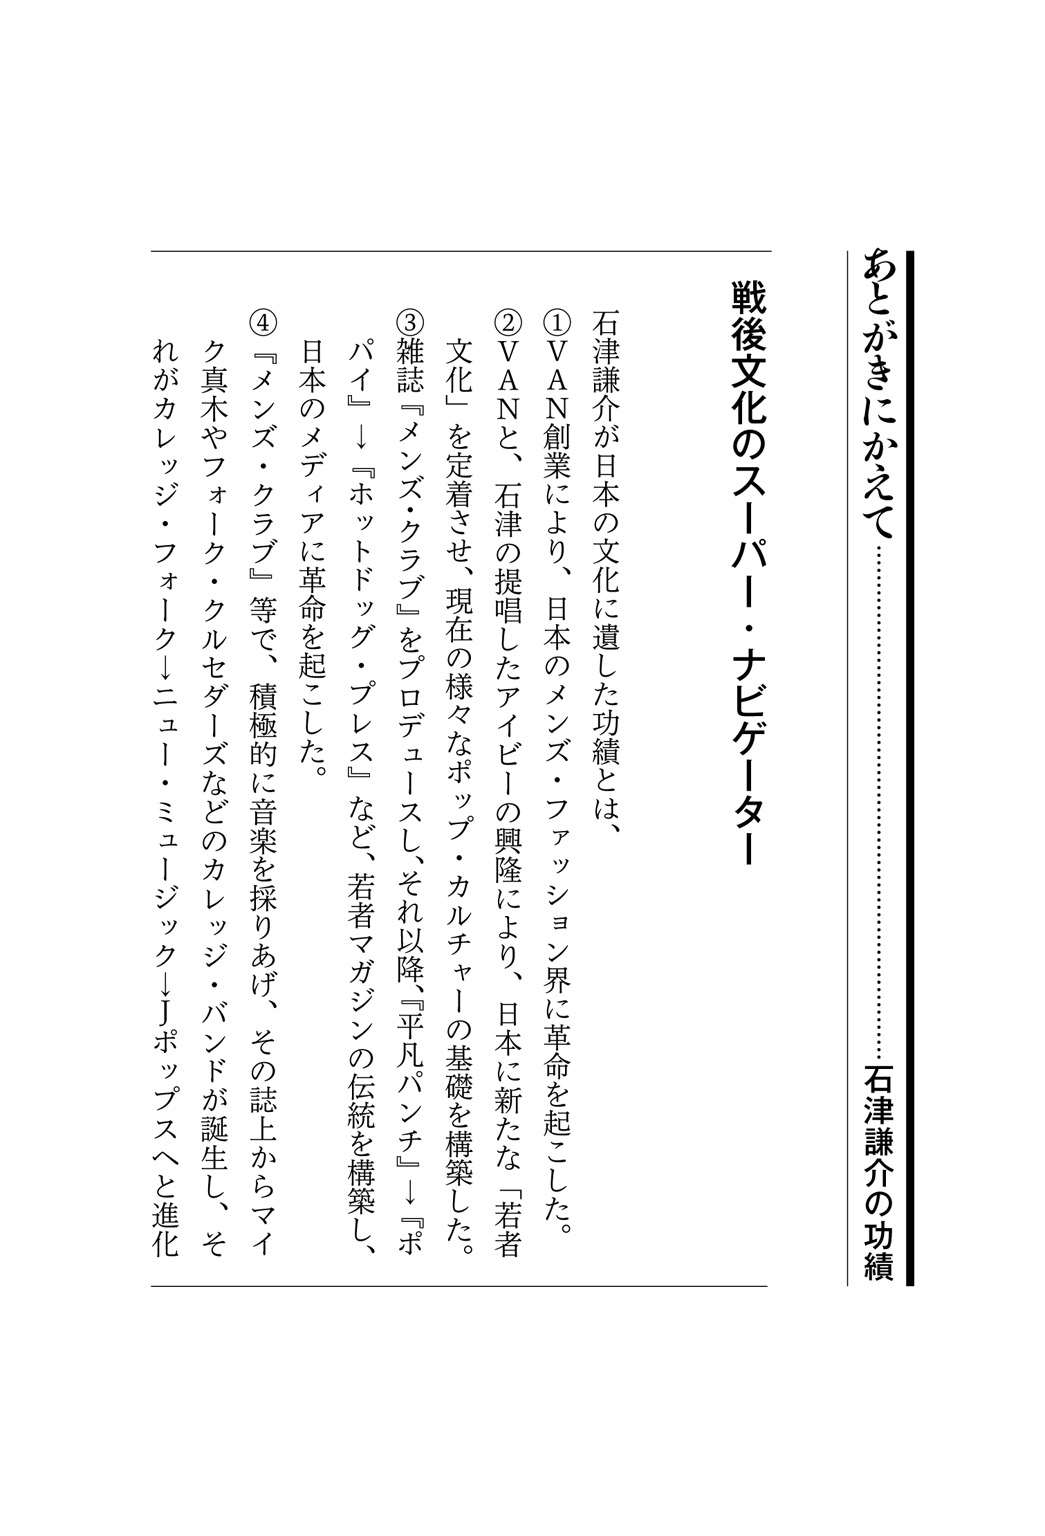 あとがきにかえて……………………………………………石津謙介の功績
戦後文化のスーパー・ナビゲーター
石津謙介が日本の文化に遺した功績とは、
①ＶＡＮ創業により、日本のメンズ・ファッション界に革命を起こした。
②ＶＡＮと、石津の提唱したアイビーの興隆により、日本に新たな「若者
文化」を定着させ、現在の様々なポップ・カルチャーの基礎を構築した。
③雑誌『メンズ・クラブ』をプロデュースし、それ以降、『平凡パンチ』→『ポ
パイ』→『ホットドッグ・プレス』など、若者マガジンの伝統を構築し、
日本のメディアに革命を起こした。
④『メンズ・クラブ』等で、積極的に音楽を採りあげ、その誌上からマイ
ク真木やフォーク・クルセダーズなどのカレッジ・バンドが誕生し、そ
れがカレッジ・フォーク→ニュー・ミュージック→Ｊポップスへと進化